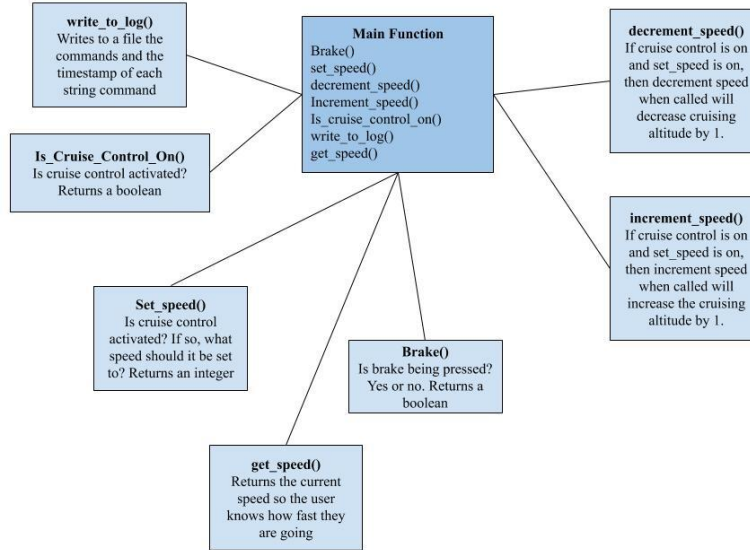 write_to_log()
Writes to a file the
commands and the
timestamp of each
string command
Main Function
Brake()
set_speed()
decrement_speed()
Increment_speed()
Is_cruise_control_on()
write_to_log()
get_speed()
decrement_speed()
If cruise control is on
and set_speed is on,
then decrement speed
when called will
decrease cruising
altitude by 1.
Is_Cruise_Control_On()
Is cruise control activated?
Returns a boolean
increment_speed()
If cruise control is on
and set_speed is on,
then increment speed
when called will
increase the cruising
altitude by 1.
Set_speed()
Is cruise control
activated? If so, what
speed should it be set
to? Returns an integer
Brake()
Is brake being pressed?
Yes or no. Returns a
boolean
get_speed()
Returns the current
speed so the user
knows how fast they
are going